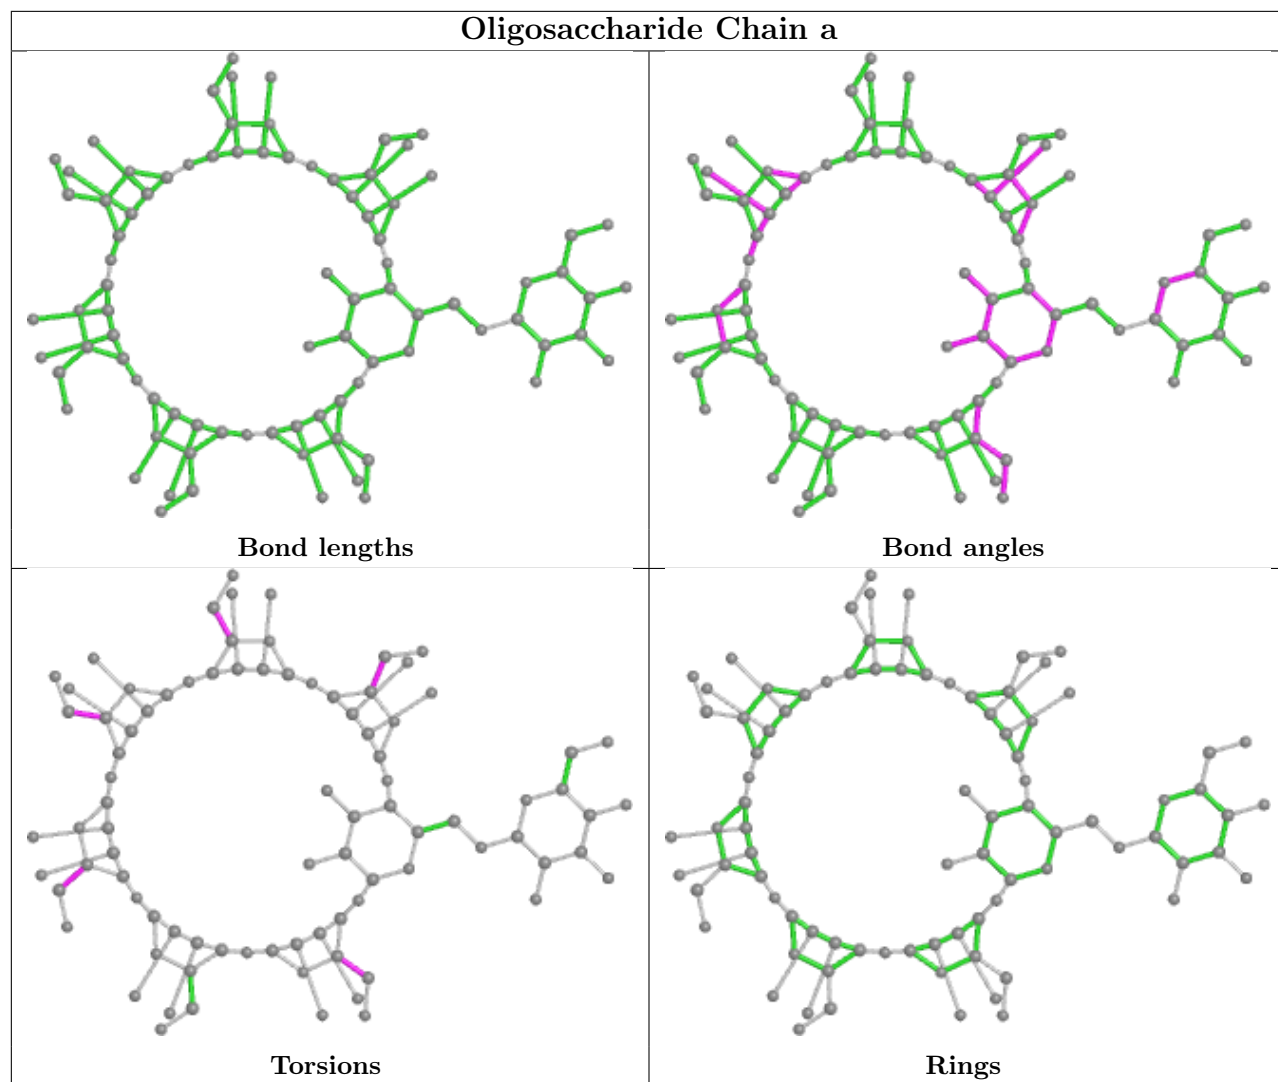 Oligosaccharide Chain a
Bond lengths
Bond angles
Torsions
Rings